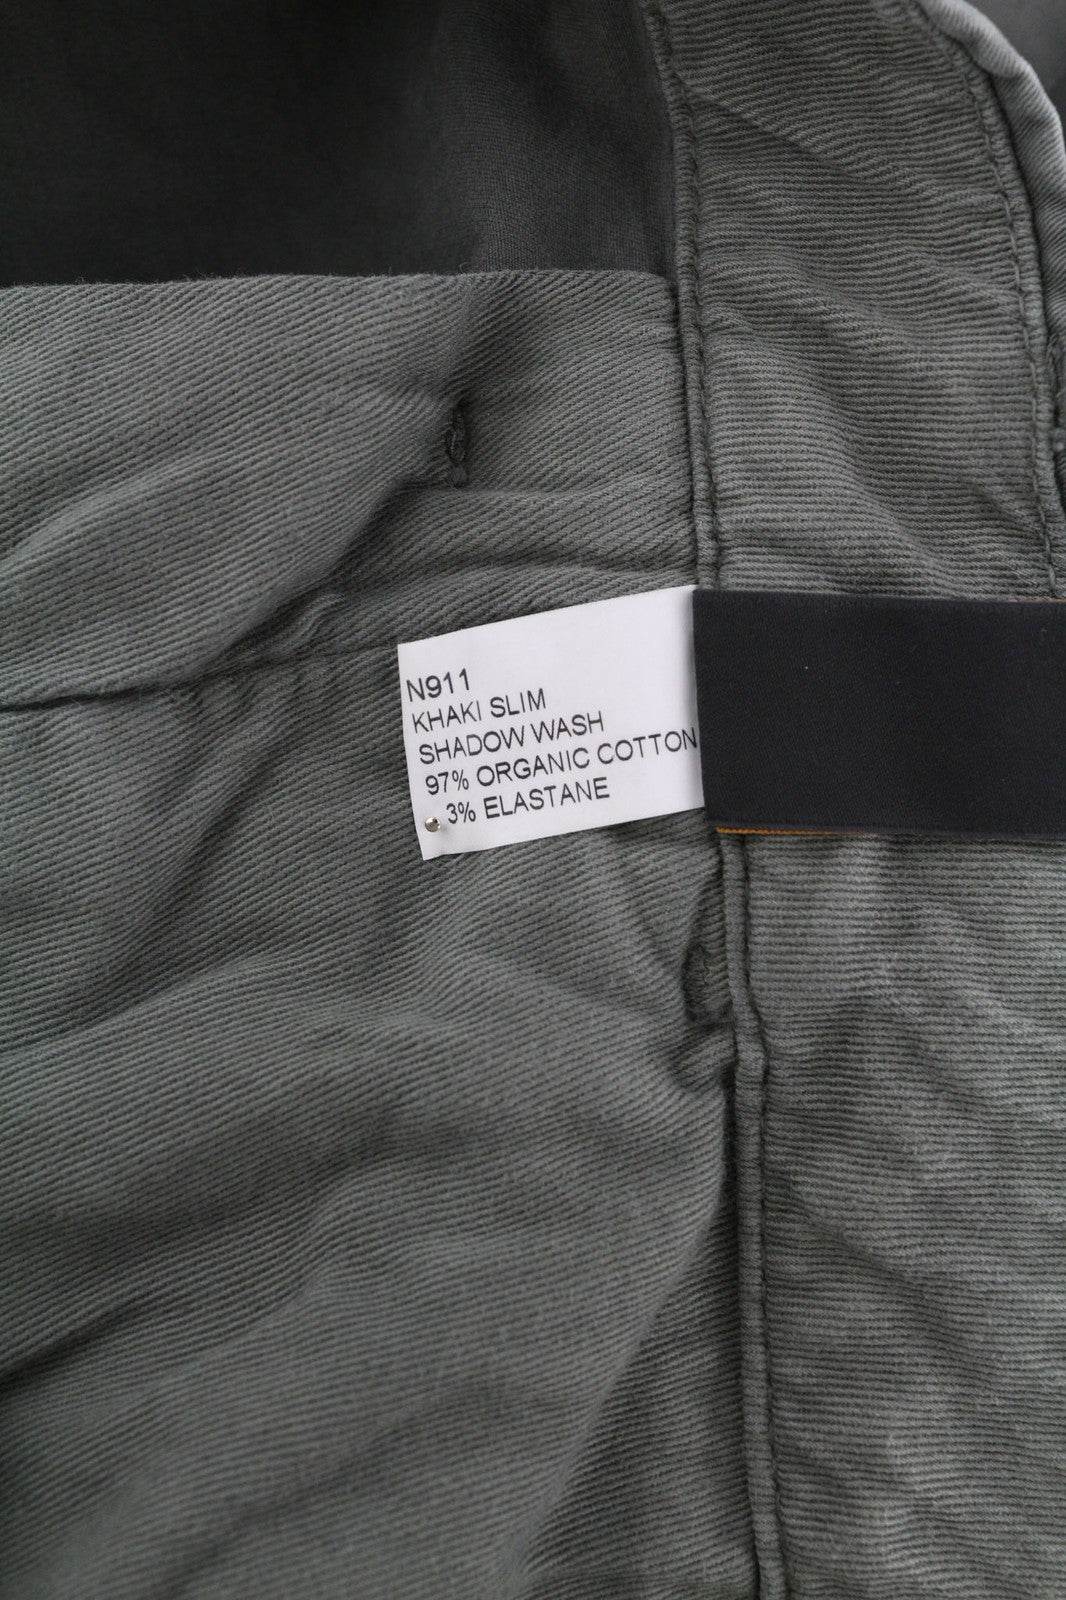 N911
KHAKI SLIM
SHADOW WASH
97% ORGANIC COTTON
3% ELASTANE